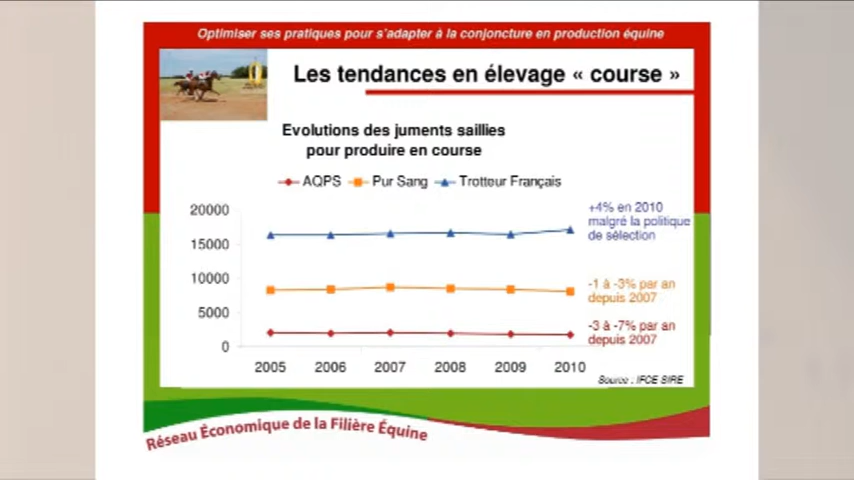 Optimiser ses pratiques pour s'adapter à la conjoncture en production équine
Les tendances en élevage « course »
Evolutions des juments saillies
pour produire en course
AQPS Pur Sang Trotteur Français
20000
15000
10000
5000
0
2005 2006 2007 2008 2009 2010
+4% en 2010
malgré la politique
de sélection
-1 à -3% par an
depuis 2007
-3 à -7% par an
depuis 2007
Source : IFCE SIRE
Réseau Économique de la Filière Équine